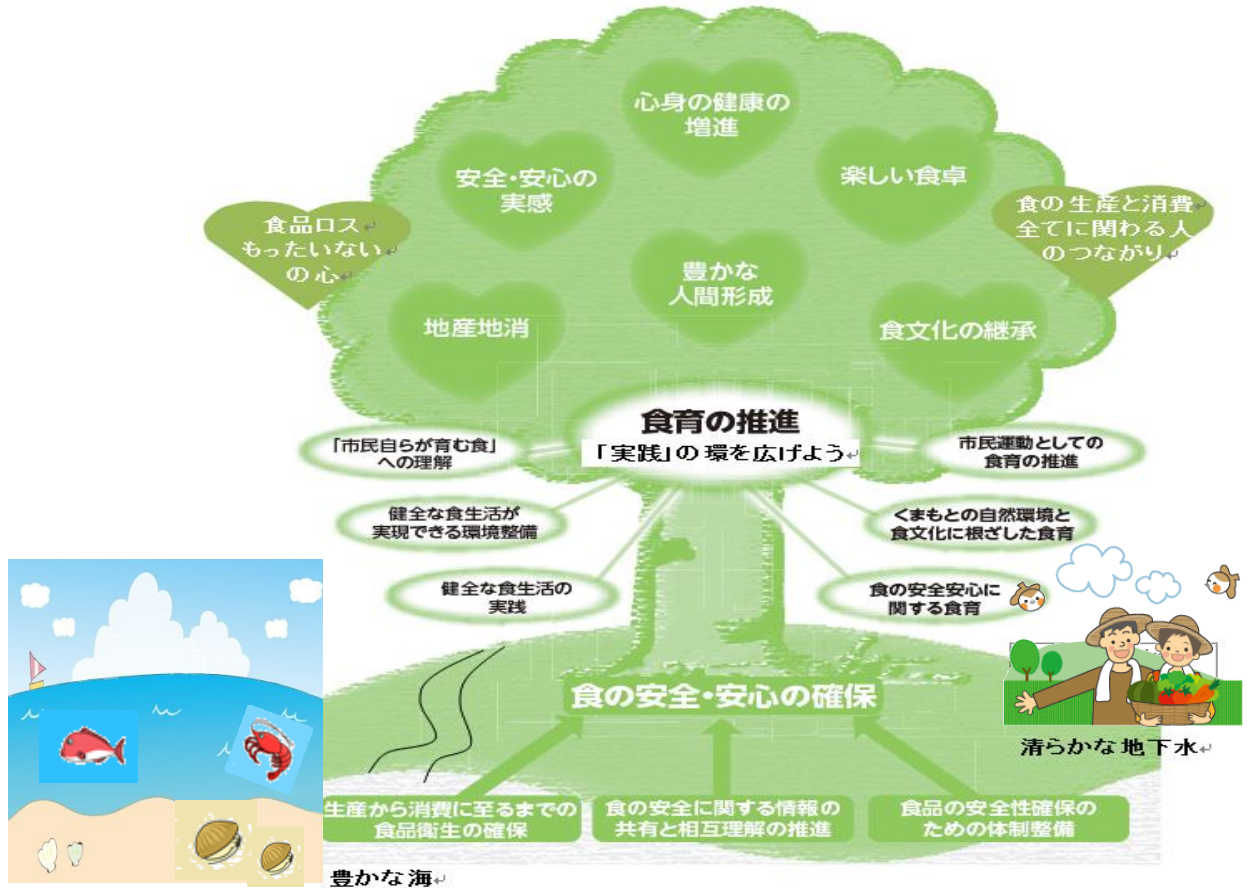 心身の健康の
増進
安全・安心の
実感
楽しい食卓
食品ロス
もったいない
の心
食の生産と消費
全てに関わる人
のつながり
豊かな
人間形成
地産地消
食文化の継承
食育の推進
「実践」の環を広げよう
「市民自らが育む食」
への理解
市民運動としての
食育の推進
健全な食生活が
実現できる環境整備
くまもとの自然環境と
食文化に根ざした食育
健全な食生活の
実践
食の安全安心に
関する食育
食の安全・安心の確保
清らかな地下水
生産から消費に至るまでの
食品衛生の確保
食の安全に関する情報の
共有と相互理解の推進
食品の安全性確保の
ための体制整備
豊かな海